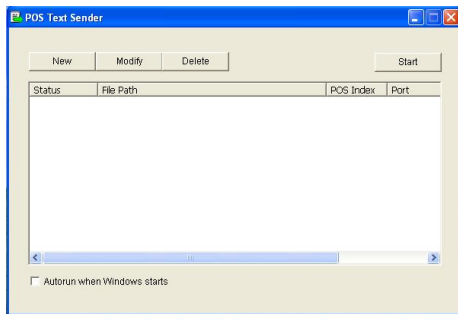 POS Text Sender
New Modify Delete Start
Status File Path POS Index Port
Autorun when Windows starts